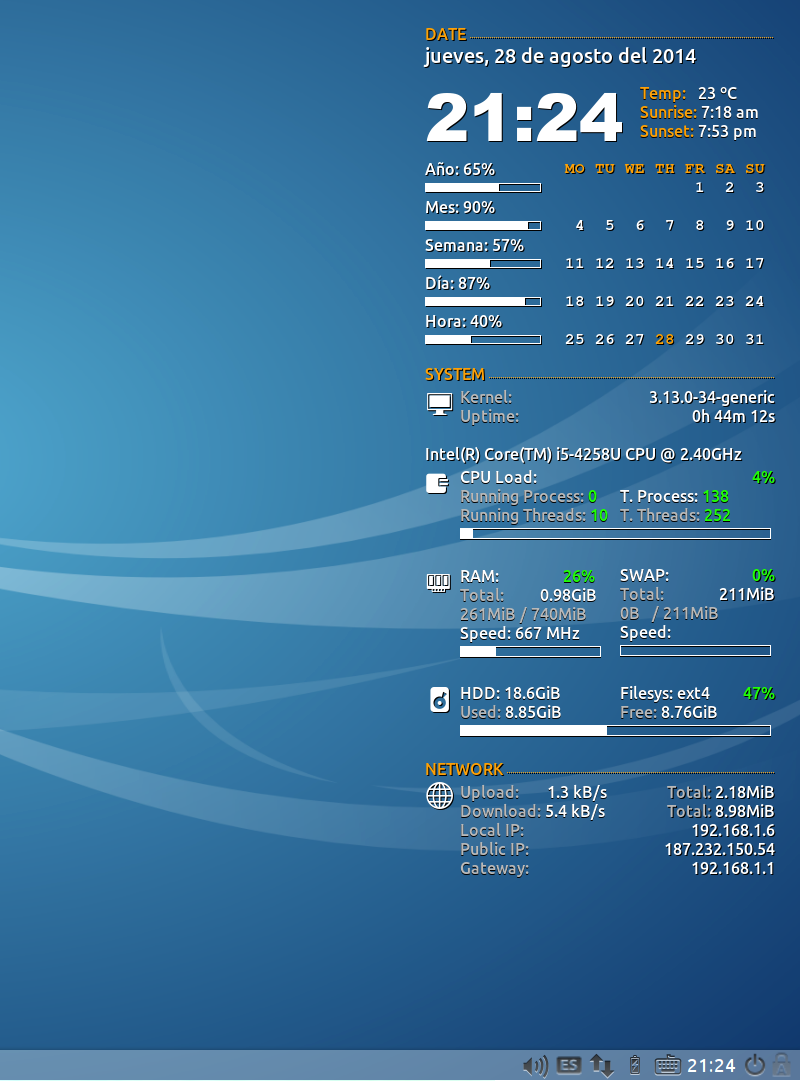 DATE
jueves, 28 de agosto del 2014
21:24
Temp: 23 ºC
Sunrise: 7:18 am
Sunset: 7:53 pm
Año: 65%
Mes: 90%
Semana: 57%
Día: 87%
Hora: 40%
MO TU WE TH FR SA SU
1 2 3
4 5 6 7 8 9 10
11 12 13 14 15 16 17
18 19 20 21 22 23 24
25 26 27 28 29 30 31
SYSTEM
Kernel: 3.13.0-34-generic
Uptime: 0h 44m 12s
Intel(R) Core(TM) i5-4258U CPU @ 2.40GHz
CPU Load: 4%
Running Process: 0 T. Process: 138
Running Threads: 10 T. Threads: 252
RAM: 26% SWAP: 0%
Total: 0.98GiB Total: 211MiB
261MiB / 740MiB 0B / 211MiB
Speed: 667 MHz Speed:
HDD: 18.6GiB Filesys: ext4 47%
Used: 8.85GiB Free: 8.76GiB
NETWORK
Upload: 1.3 kB/s Total: 2.18MiB
Download: 5.4 kB/s Total: 8.98MiB
Local IP: 192.168.1.6
Public IP: 187.232.150.54
Gateway: 192.168.1.1
ES 21:24 A